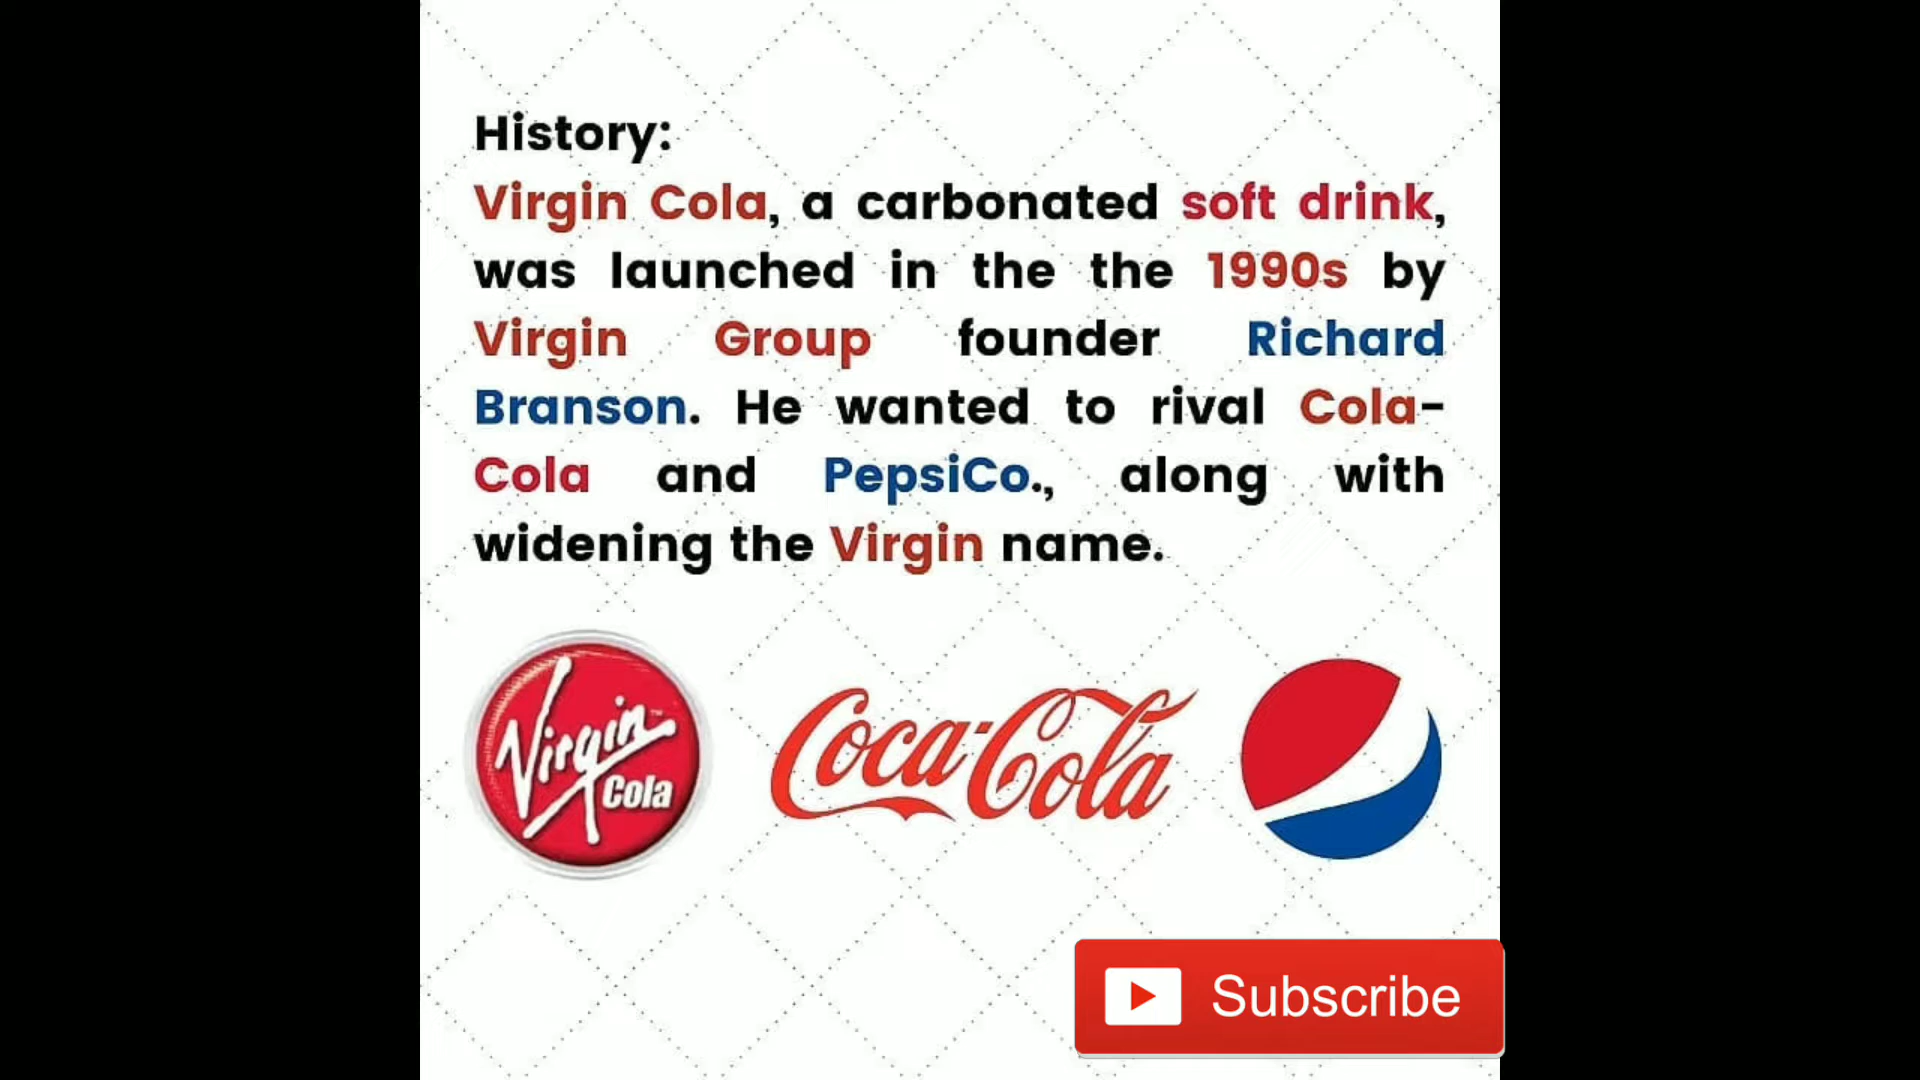 History:
Virgin Cola, a carbonated soft drink,
was launched in the the 1990s by
Virgin Group founder Richard
Branson. He wanted to rival Cola-
Cola and PepsiCo., along with
widening the Virgin name.
Virgin
Cola
Coca-Cola
Subscribe